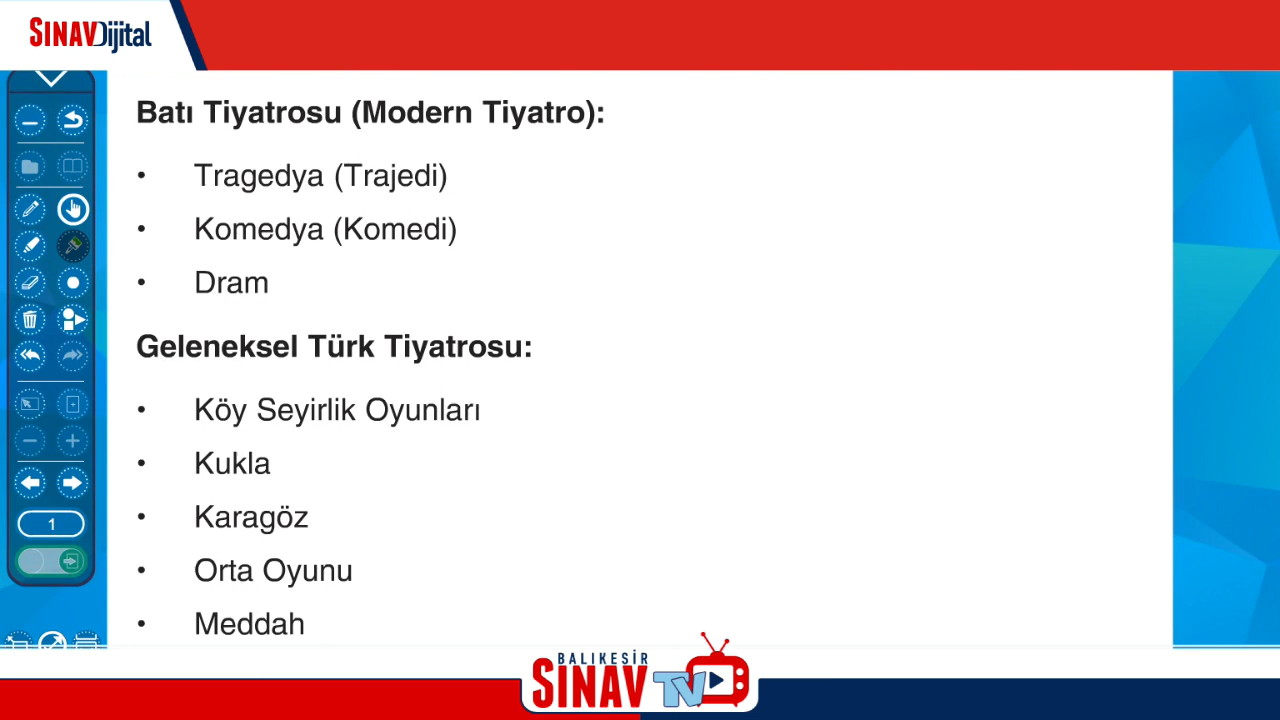 SINAVDijital
Batı Tiyatrosu (Modern Tiyatro):
• Tragedya (Trajedi)
• Komedya (Komedi)
• Dram
Geleneksel Türk Tiyatrosu:
• Köy Seyirlik Oyunları
• Kukla
• Karagöz
• Orta Oyunu
• Meddah
1
BALIKESİR
SINAV TV